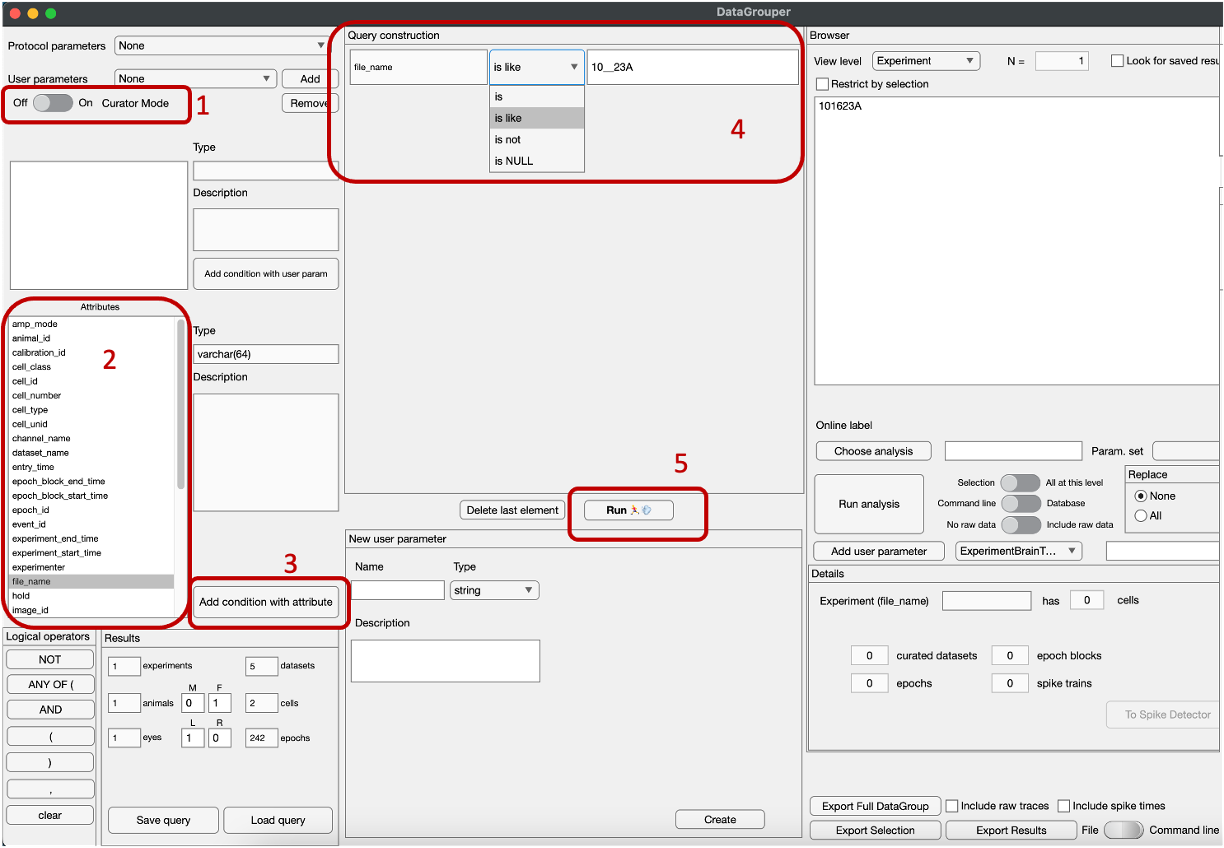 DataGrouper
Protocol parameters
None
User parameters
None
Add
Off
On
Curator Mode
1
Remove
Type
Description
Add condition with user param
Attributes
2
amp_mode
animal_id
calibration_id
cell_class
cell_id
cell_number
cell_type
cell_unid
channel_name
dataset_name
entry_time
epoch_block_end_time
epoch_block_start_time
epoch_id
event_id
experiment_end_time
experiment_start_time
experimenter
file_name
hold
image_id
Type
varchar(64)
Description
3
Add condition with attribute
Logical operators
NOT
ANY OF (
AND
(
)
,
clear
Results
1 experiments
5 datasets
M F
1 animals 0 1
2 cells
L R
1 eyes 1 0
242 epochs
Save query
Load query
Query construction
file_name
is like
10__23A
is
is like
is not
is NULL
4
5
Delete last element
Run
New user parameter
Name
Type
string
Description
Create
Browser
View level
Experiment
N =
1
Look for saved resu
Restrict by selection
101623A
Online label
Choose analysis
Param. set
Run analysis
Selection
All at this level
Command line
Database
No raw data
Include raw data
Replace
None
All
Add user parameter
ExperimentBrainT...
Details
Experiment (file_name)
has
0
cells
0 curated datasets
0 epoch blocks
0 epochs
0 spike trains
To Spike Detector
Export Full DataGroup
Include raw traces
Include spike times
Export Selection
Export Results
File
Command line